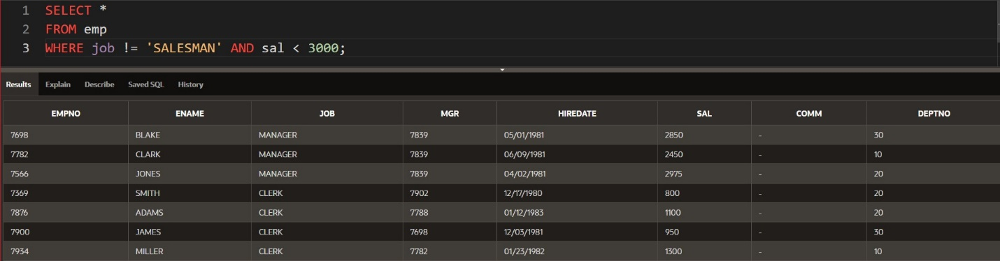 1 SELECT *
2 FROM emp
3 WHERE job != 'SALESMAN' AND sal < 3000;
Results Explain Describe Saved SQL History
EMPNO ENAME JOB MGR HIREDATE SAL COMM DEPTNO
7698 BLAKE MANAGER 7839 05/01/1981 2850 - 30
7782 CLARK MANAGER 7839 06/09/1981 2450 - 10
7566 JONES MANAGER 7839 04/02/1981 2975 - 20
7369 SMITH CLERK 7902 12/17/1980 800 - 20
7876 ADAMS CLERK 7788 01/12/1983 1100 - 20
7900 JAMES CLERK 7698 12/03/1981 950 - 30
7934 MILLER CLERK 7782 01/23/1982 1300 - 10